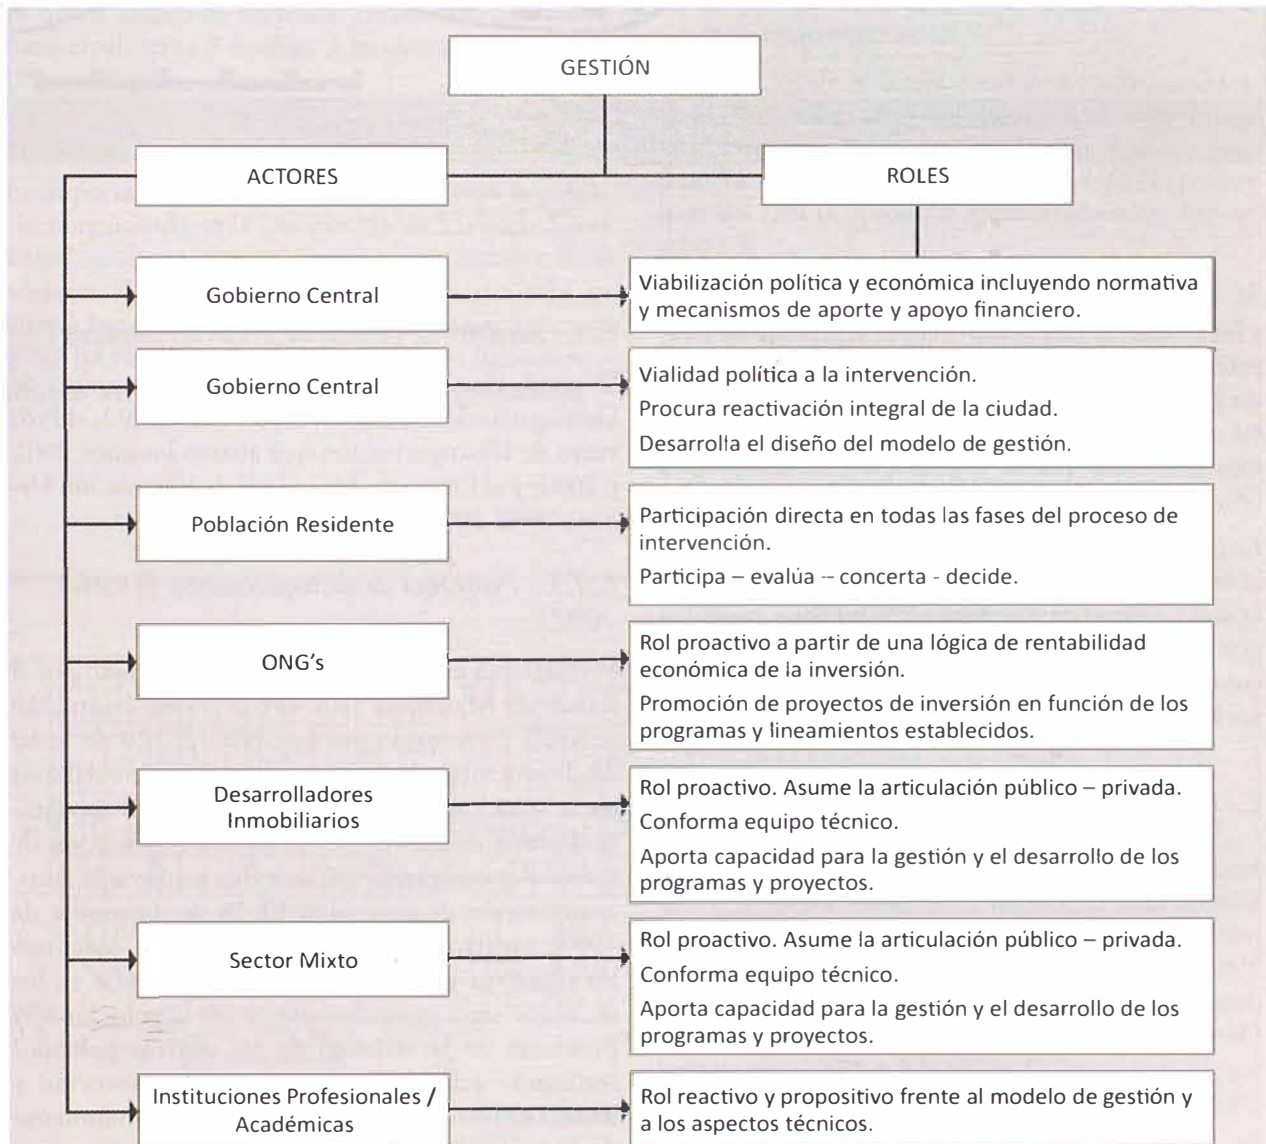 GESTIÓN
ACTORES
ROLES
Gobierno Central
Viabilización política y económica incluyendo normativa
y mecanismos de aporte y apoyo financiero.
Gobierno Central
Vialidad política a la intervención.
Procura reactivación integral de la ciudad.
Desarrolla el diseño del modelo de gestión.
Población Residente
Participación directa en todas las fases del proceso de
intervención.
Participa – evalúa – concerta - decide.
ONG's
Rol proactivo a partir de una lógica de rentabilidad
económica de la inversión.
Promoción de proyectos de inversión en función de los
programas y lineamientos establecidos.
Desarrolladores
Inmobiliarios
Rol proactivo. Asume la articulación público – privada.
Conforma equipo técnico.
Aporta capacidad para la gestión y el desarrollo de los
programas y proyectos.
Sector Mixto
Rol proactivo. Asume la articulación público – privada.
Conforma equipo técnico.
Aporta capacidad para la gestión y el desarrollo de los
programas y proyectos.
Instituciones Profesionales /
Académicas
Rol reactivo y propositivo frente al modelo de gestión y
a los aspectos técnicos.